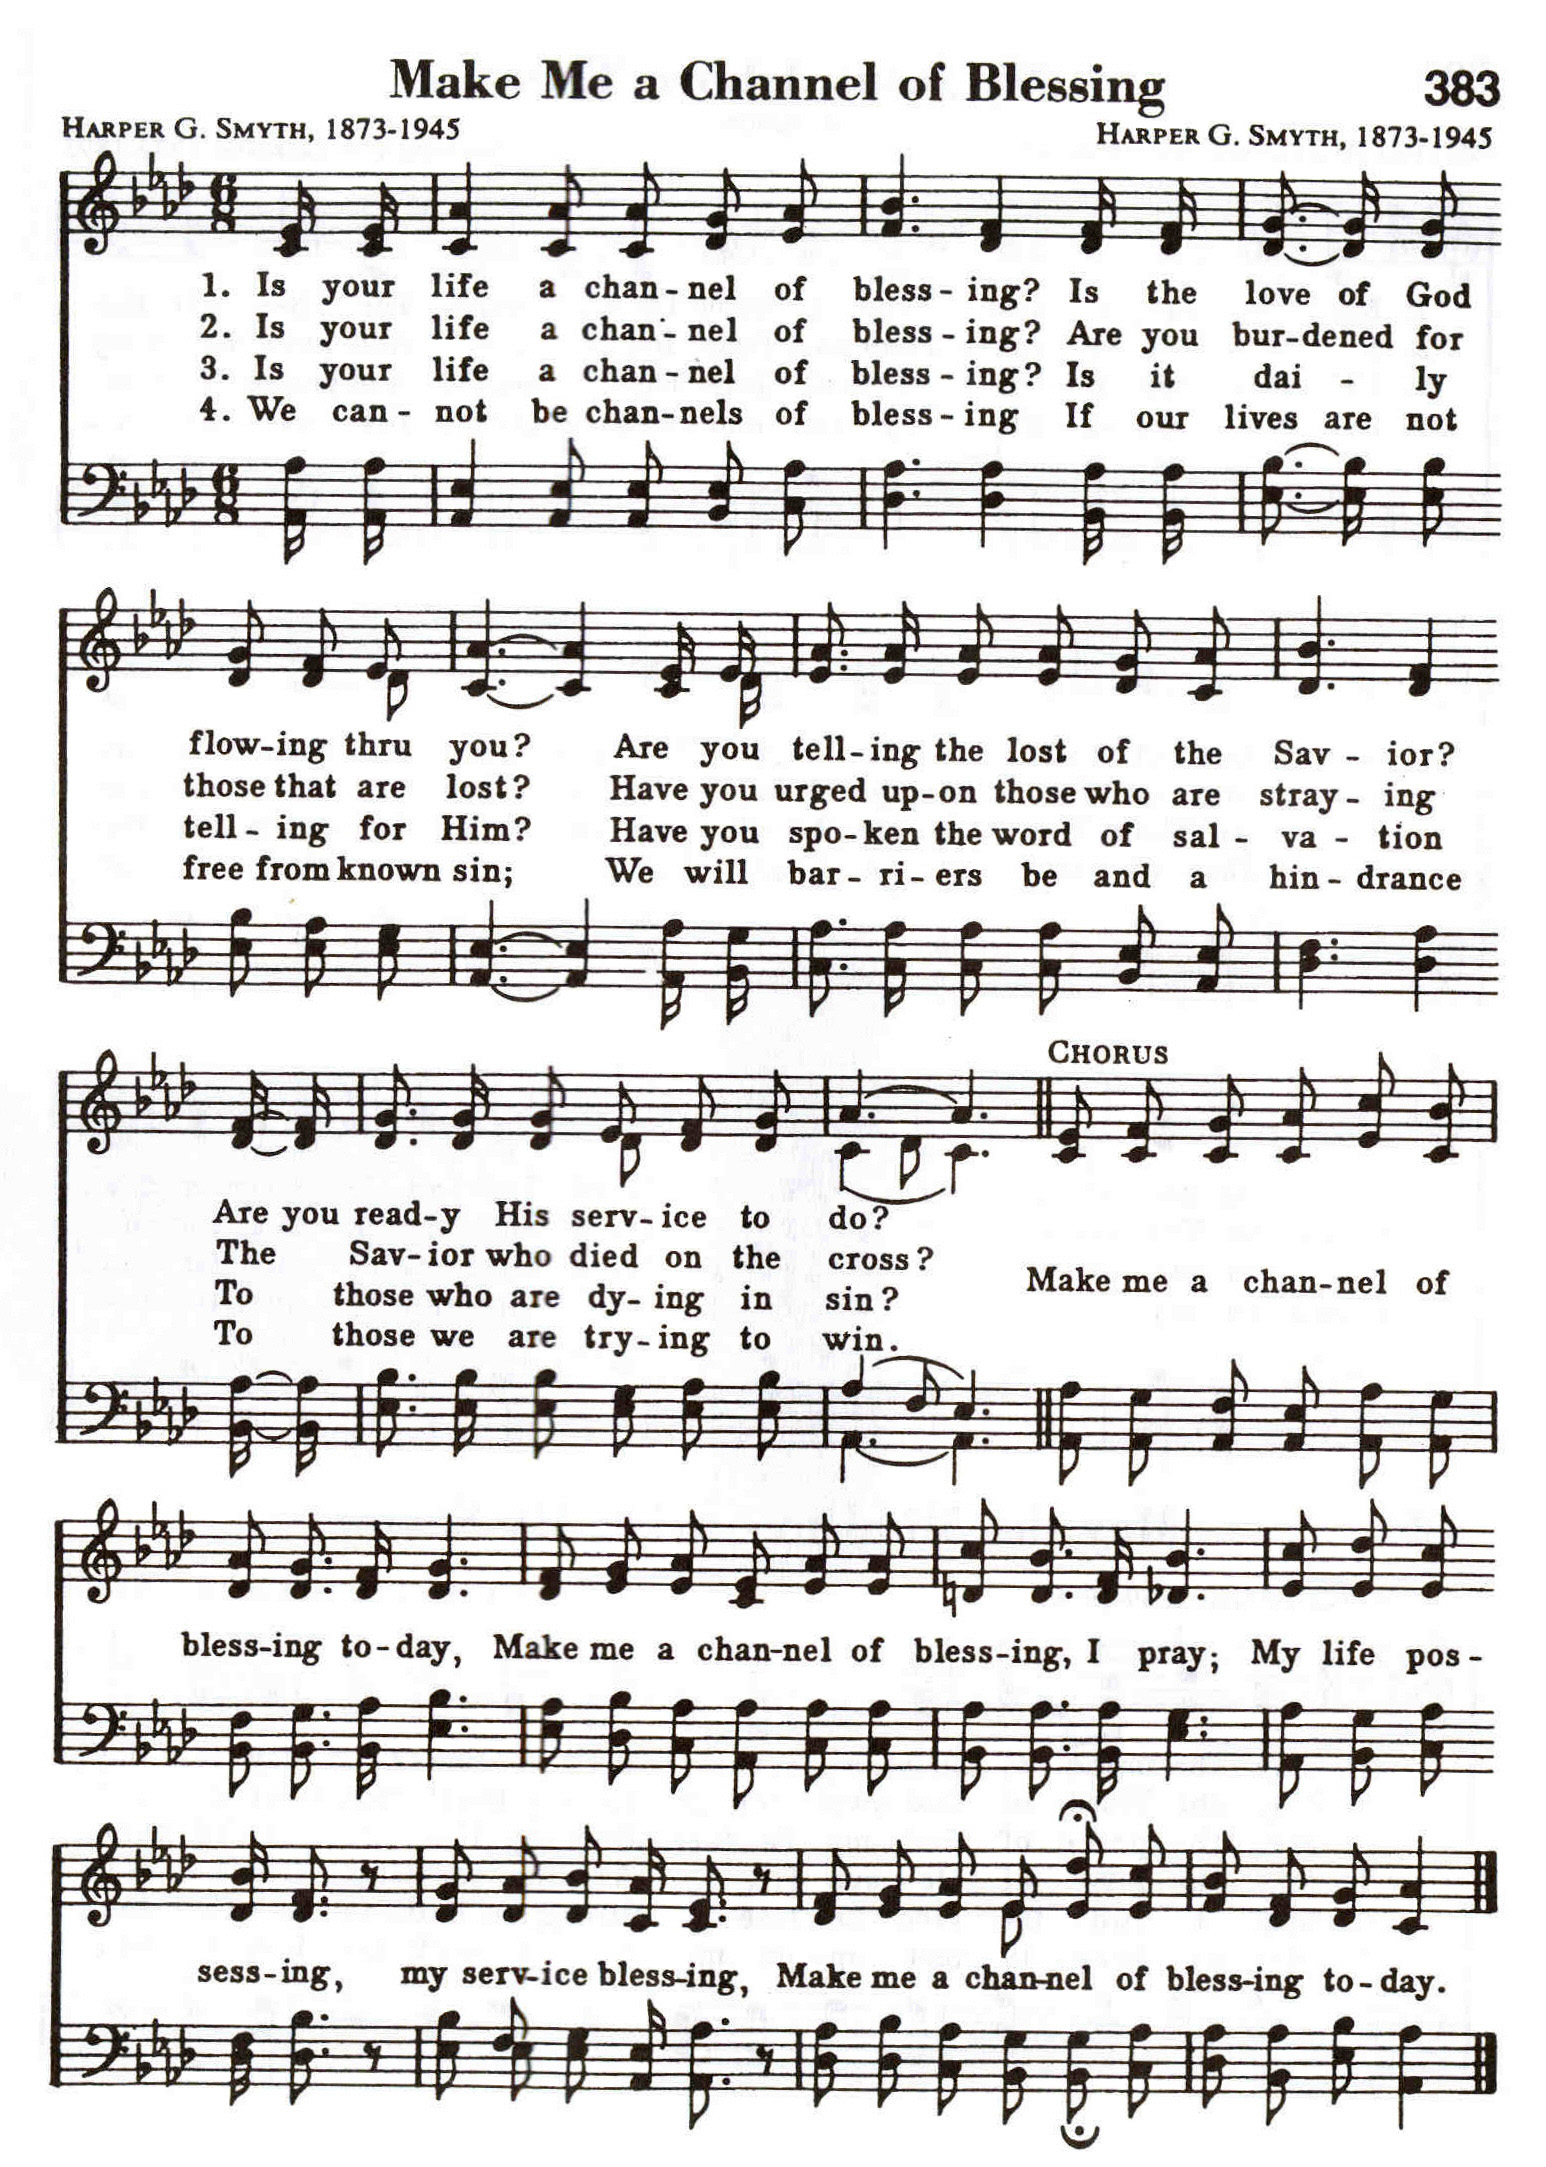 Make Me a Channel of Blessing 383
HARPER G. SMYTH, 1873-1945 HARPER G. SMYTH, 1873-1945
1. Is your life a chan-nel of bless-ing? Is the love of God
2. Is your life a chan-nel of bless-ing? Are you bur-dened for
3. Is your life a chan-nel of bless-ing? Is it dai-ly
4. We can-not be chan-nels of bless-ing If our lives are not
flow-ing thru you? Are you tell-ing the lost of the Sav-ior?
those that are lost? Have you urged up-on those who are stray-ing
tell-ing for Him? Have you spo-ken the word of sal-va-tion
free from known sin; We will bar-ri-ers be and a hin-drance
CHORUS
Are you read-y His serv-ice to do?
The Sav-ior who died on the cross?
To those who are dy-ing in sin?
To those we are try-ing to win.
Make me a chan-nel of
bless-ing to-day, Make me a chan-nel of bless-ing, I pray; My life pos-
sess-ing, my serv-ice bless-ing, Make me a chan-nel of bless-ing to-day.